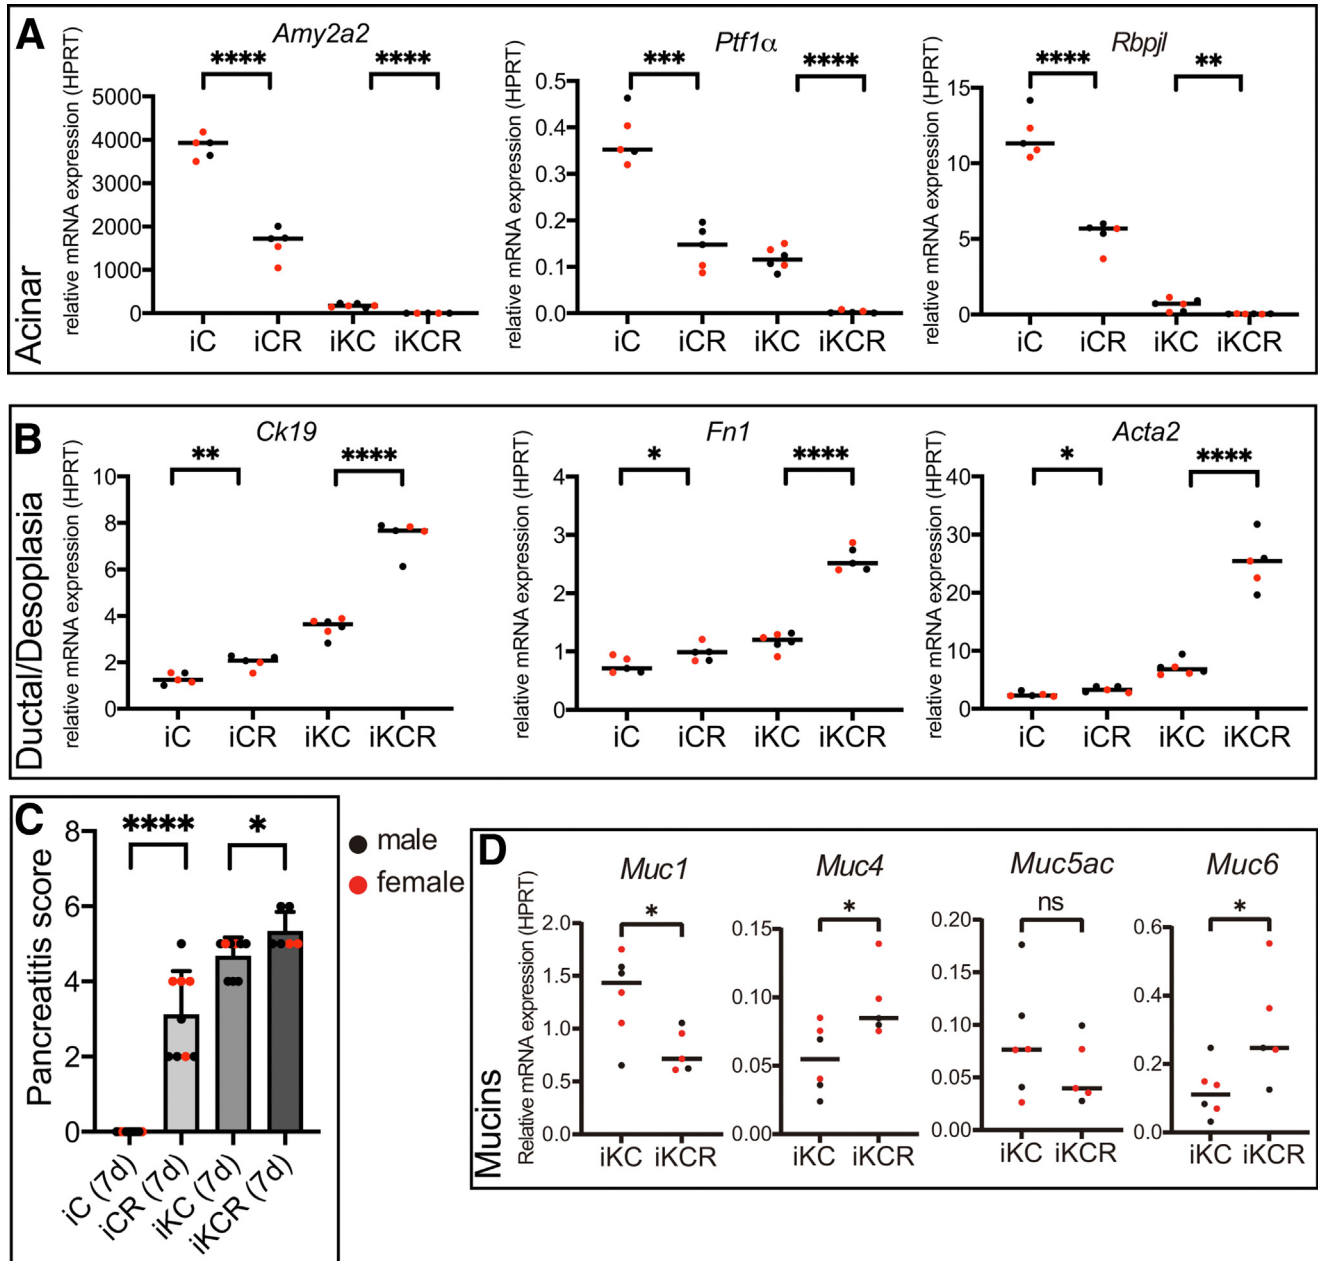 A
Acinar
relative mRNA expression (HPRT)
Amy2a2
**** ****
5000
4000
3000
2000
1000
0
iC iCR iKC iKCR
relative mRNA expression (HPRT)
Ptf1α
*** ****
0.5
0.4
0.3
0.2
0.1
0.0
iC iCR iKC iKCR
relative mRNA expression (HPRT)
Rbpjl
**** **
15
10
5
0
iC iCR iKC iKCR
B
Ductal/Desoplasia
relative mRNA expression (HPRT)
Ck19
** ****
10
8
6
4
2
0
iC iCR iKC iKCR
relative mRNA expression (HPRT)
Fn1
* ****
4
3
2
1
0
iC iCR iKC iKCR
relative mRNA expression (HPRT)
Acta2
* ****
40
30
20
10
0
iC iCR iKC iKCR
C
Pancreatitis score
**** *
8
6
4
2
0
iC (7d)
iCR (7d)
iKC (7d)
iKCR (7d)
male
female
D
Mucins
Relative mRNA expression (HPRT)
Muc1
*
2.0
1.5
1.0
0.5
0.0
iKC iKCR
Muc4
*
0.15
0.10
0.05
0.00
iKC iKCR
Muc5ac
ns
0.20
0.15
0.10
0.05
0.00
iKC iKCR
Muc6
*
0.6
0.4
0.2
0.0
iKC iKCR